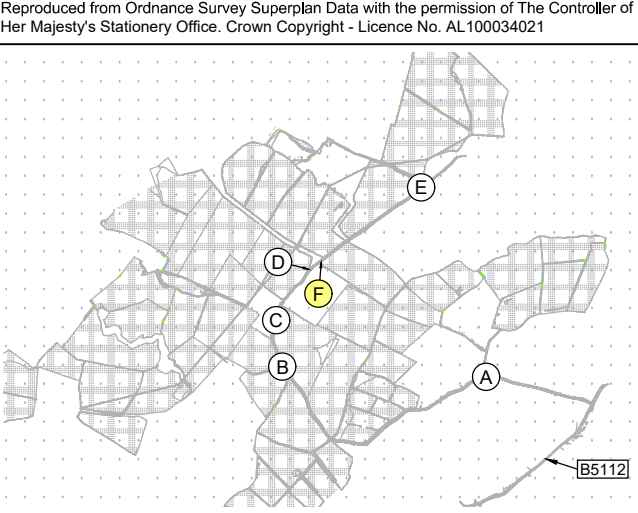 Reproduced from Ordnance Survey Superplan Data with the permission of The Controller of
Her Majesty's Stationery Office. Crown Copyright - Licence No. AL100034021
E
D
F
C
B
A
B5112